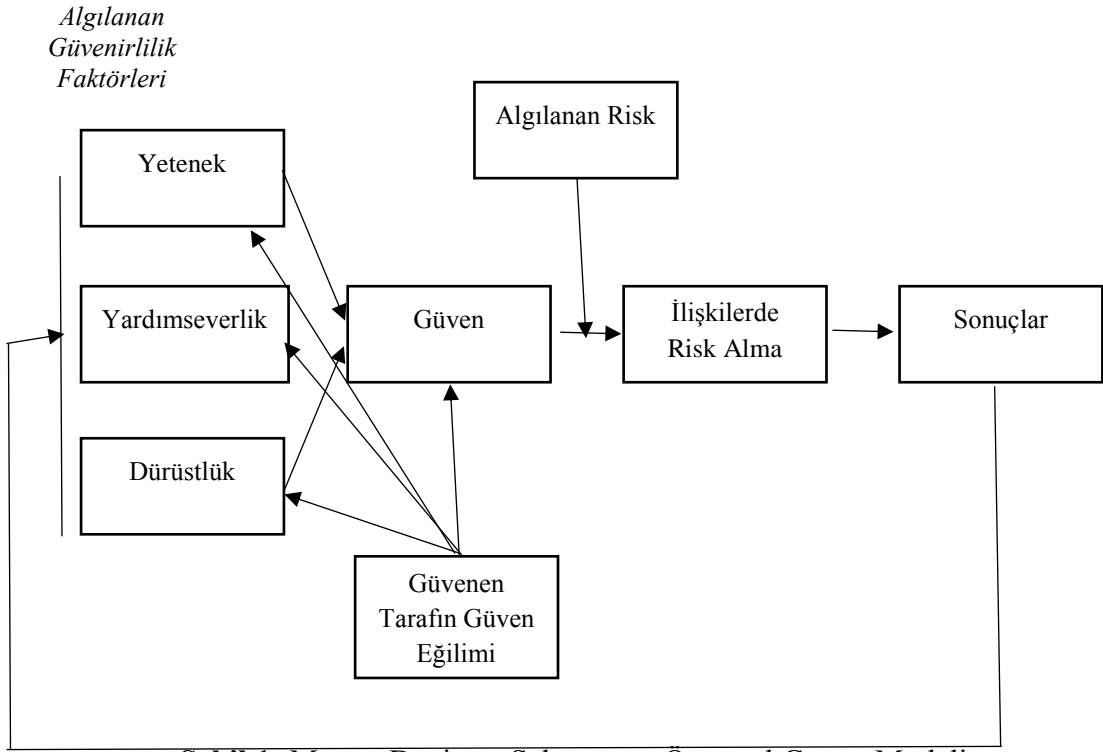 Algılanan
Güvenirlilik
Faktörleri
Algılanan Risk
Yetenek
Yardımseverlik
Güven
İlişkilerde
Risk Alma
Sonuçlar
Dürüstlük
Güvenen
Tarafın Güven
Eğilimi